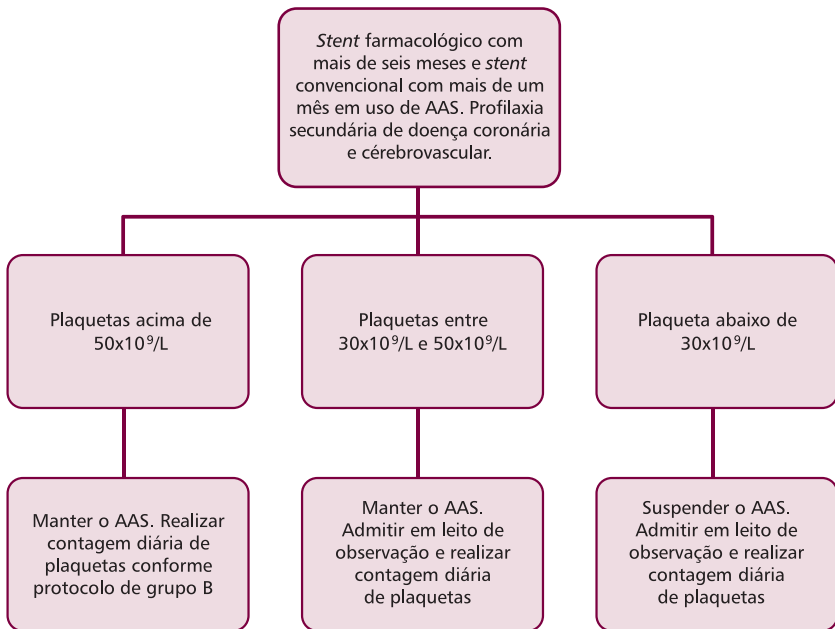 Stent farmacológico com
mais de seis meses e stent
convencional com mais de um
mês em uso de AAS. Profilaxia
secundária de doença coronária
e cérebrovascular.
Plaquetas acima de
50x10⁹/L
Plaquetas entre
30x10⁹/L e 50x10⁹/L
Plaqueta abaixo de
30x10⁹/L
Manter o AAS. Realizar
contagem diária de
plaquetas conforme
protocolo de grupo B
Manter o AAS.
Admitir em leito de
observação e realizar
contagem diária
de plaquetas
Suspender o AAS.
Admitir em leito de
observação e realizar
contagem diária
de plaquetas